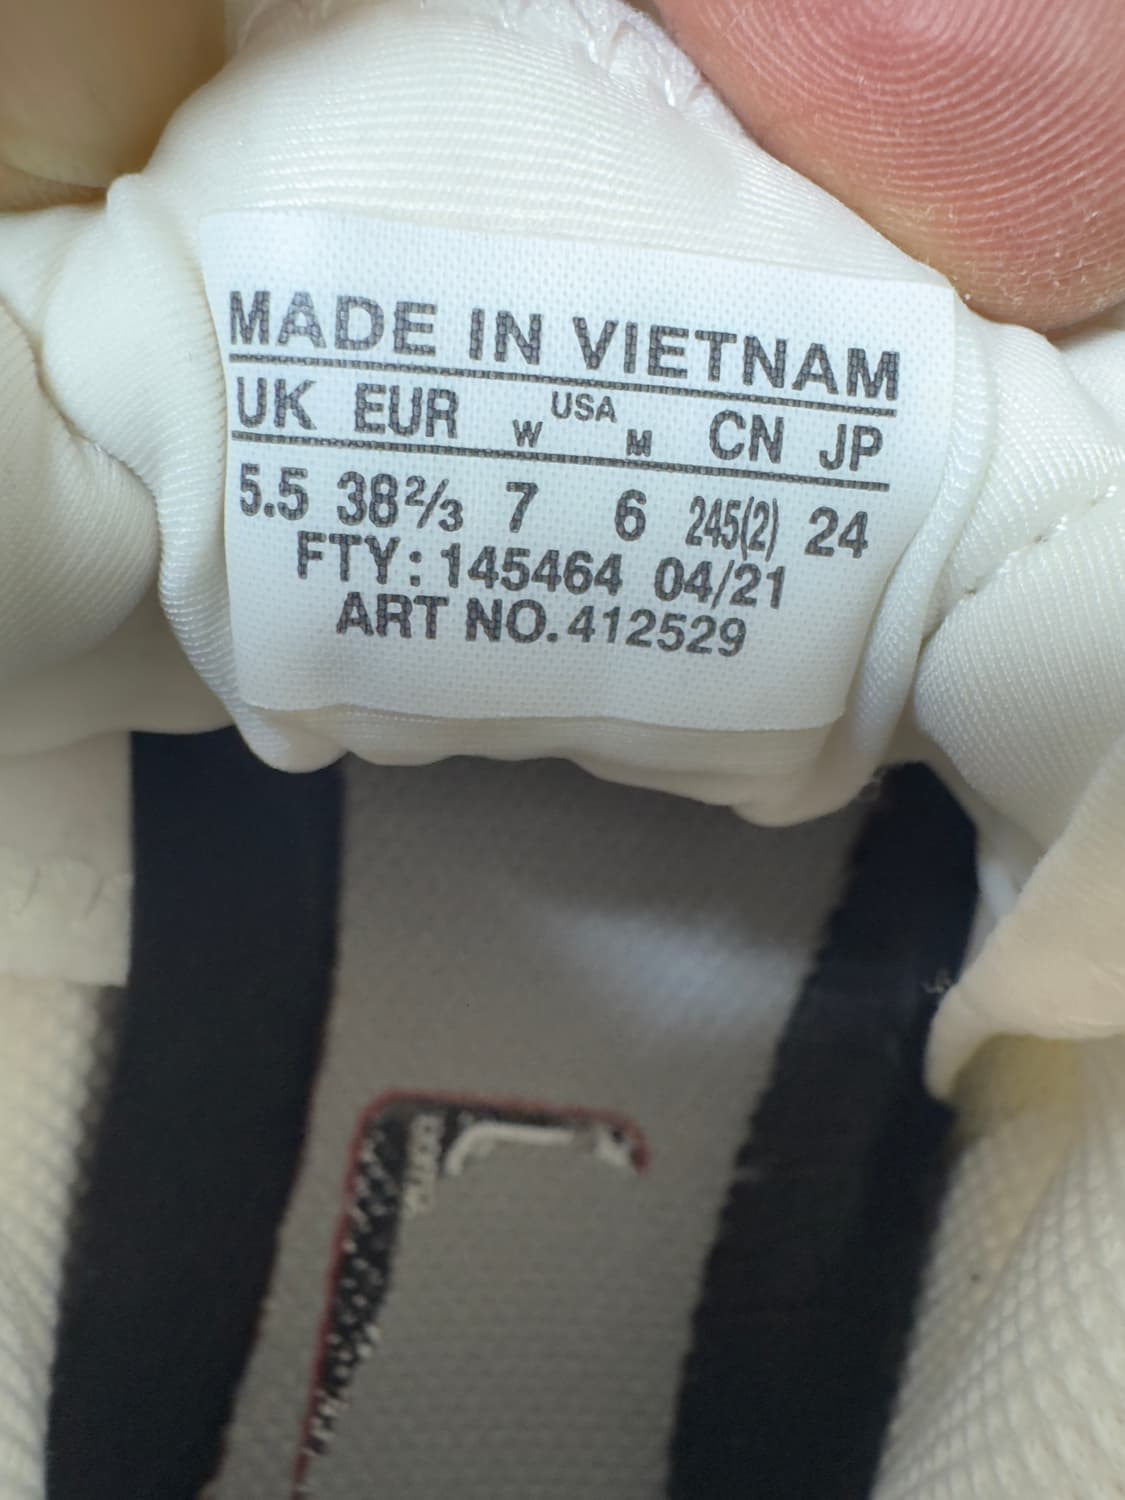 MADE IN VIETNAM
UK EUR W USA M CN JP
5.5 38⅔ 7 6 245(2) 24
FTY: 145464 04/21
ART NO. 412529